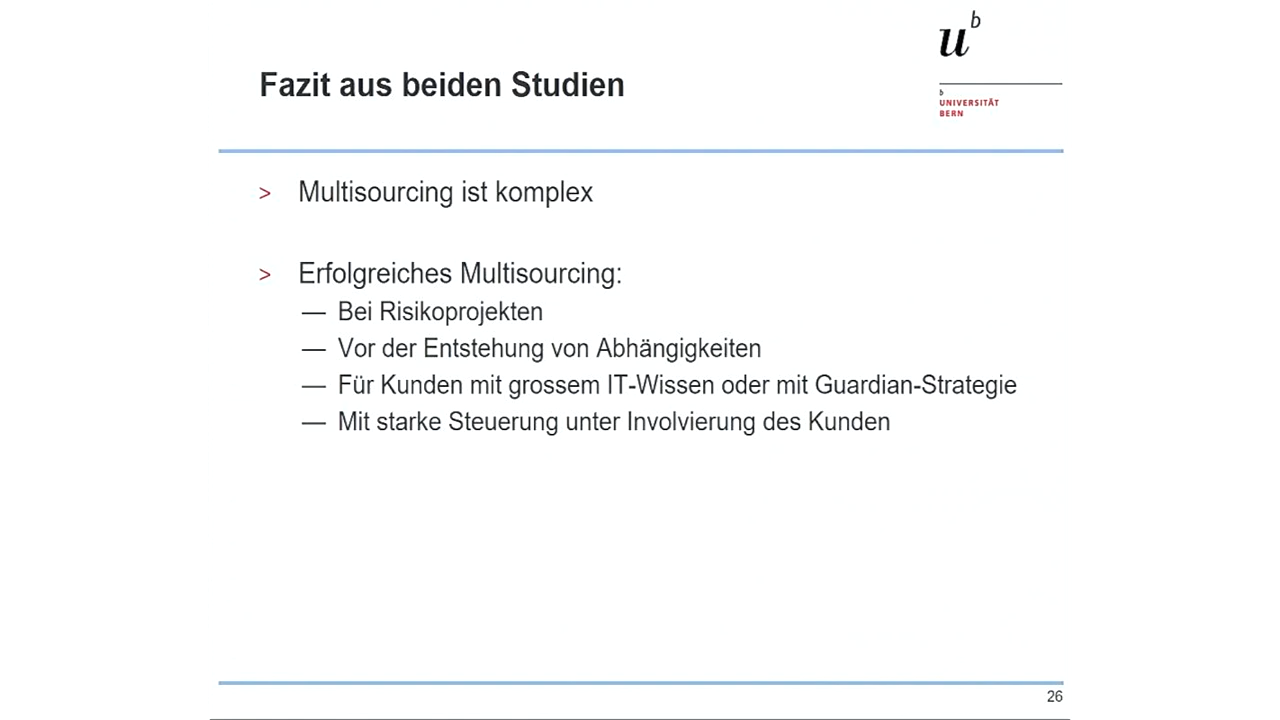 u b
Fazit aus beiden Studien
b
UNIVERSITÄT
BERN
> Multisourcing ist komplex
> Erfolgreiches Multisourcing:
— Bei Risikoprojekten
— Vor der Entstehung von Abhängigkeiten
— Für Kunden mit grossem IT-Wissen oder mit Guardian-Strategie
— Mit starke Steuerung unter Involvierung des Kunden
26